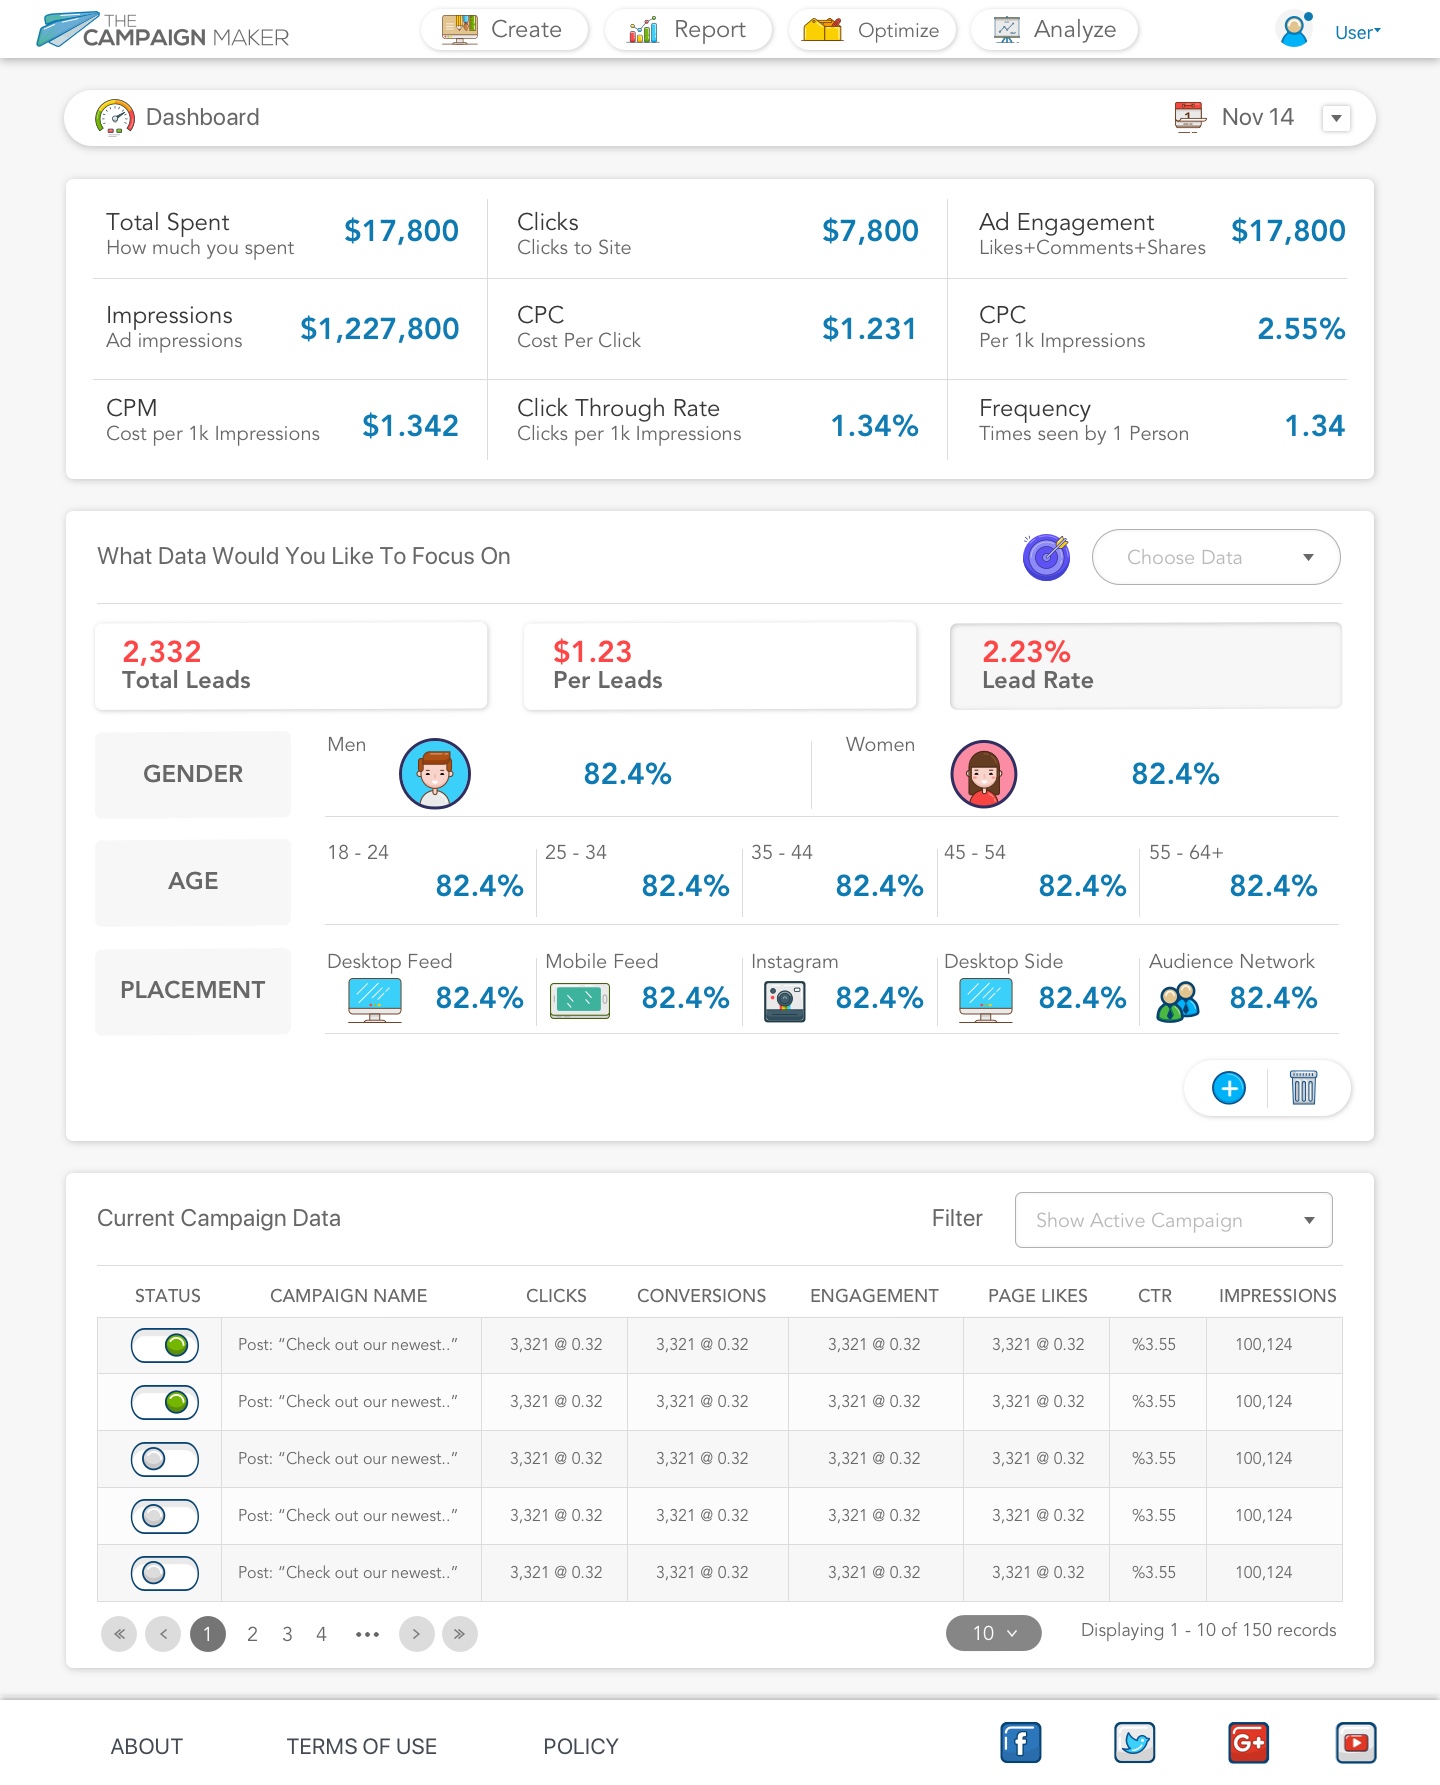 THE
CAMPAIGN MAKER
Create
Report
Optimize
Analyze
User
Dashboard
1
Nov 14
Total Spent
How much you spent
$17,800
Clicks
Clicks to Site
$7,800
Ad Engagement
Likes+Comments+Shares
$17,800
Impressions
Ad impressions
$1,227,800
CPC
Cost Per Click
$1.231
CPC
Per 1k Impressions
2.55%
CPM
Cost per 1k Impressions
$1.342
Click Through Rate
Clicks per 1k Impressions
1.34%
Frequency
Times seen by 1 Person
1.34
What Data Would You Like To Focus On
Choose Data
2,332
Total Leads
$1.23
Per Leads
2.23%
Lead Rate
GENDER
Men
82.4%
Women
82.4%
AGE
18 - 24
82.4%
25 - 34
82.4%
35 - 44
82.4%
45 - 54
82.4%
55 - 64+
82.4%
PLACEMENT
Desktop Feed
82.4%
Mobile Feed
82.4%
Instagram
82.4%
Desktop Side
82.4%
Audience Network
82.4%
Current Campaign Data
Filter
Show Active Campaign
STATUS CAMPAIGN NAME CLICKS CONVERSIONS ENGAGEMENT PAGE LIKES CTR IMPRESSIONS
Post: “Check out our newest..” 3,321 @ 0.32 3,321 @ 0.32 3,321 @ 0.32 3,321 @ 0.32 %3.55 100,124
Post: “Check out our newest..” 3,321 @ 0.32 3,321 @ 0.32 3,321 @ 0.32 3,321 @ 0.32 %3.55 100,124
Post: “Check out our newest..” 3,321 @ 0.32 3,321 @ 0.32 3,321 @ 0.32 3,321 @ 0.32 %3.55 100,124
Post: “Check out our newest..” 3,321 @ 0.32 3,321 @ 0.32 3,321 @ 0.32 3,321 @ 0.32 %3.55 100,124
Post: “Check out our newest..” 3,321 @ 0.32 3,321 @ 0.32 3,321 @ 0.32 3,321 @ 0.32 %3.55 100,124
« < 1 2 3 4 ••• > »
10
Displaying 1 - 10 of 150 records
ABOUT
TERMS OF USE
POLICY
f
G+